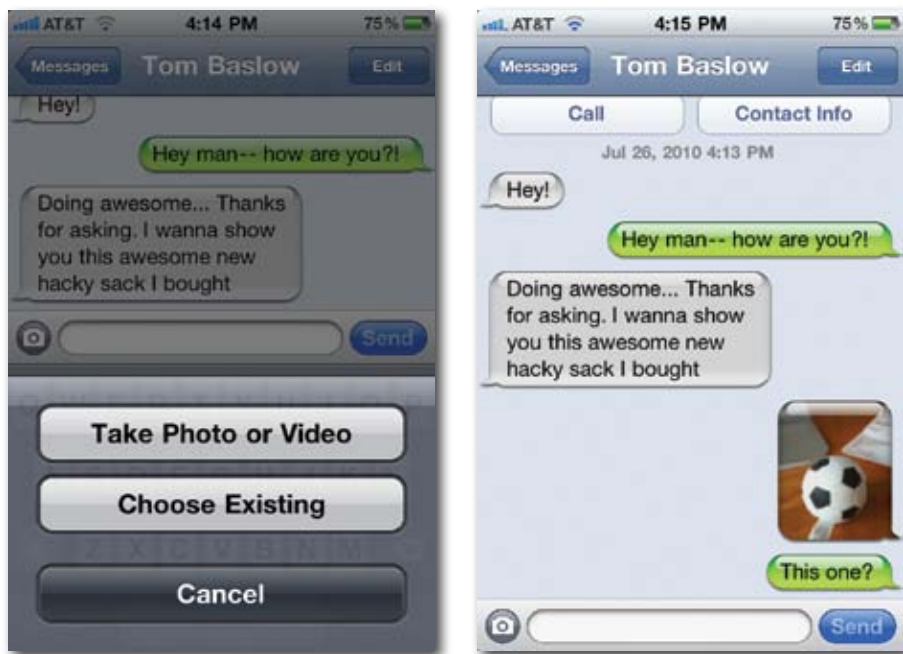 AT&T 4:14 PM 75%
Messages Tom Baslow Edit
Hey!
Hey man-- how are you?!
Doing awesome... Thanks
for asking. I wanna show
you this awesome new
hacky sack I bought
Send
Take Photo or Video
Choose Existing
Z X C V B N M
Cancel
AT&T 4:15 PM 75%
Messages Tom Baslow Edit
Call Contact Info
Jul 26, 2010 4:13 PM
Hey!
Hey man-- how are you?!
Doing awesome... Thanks
for asking. I wanna show
you this awesome new
hacky sack I bought
This one?
Send